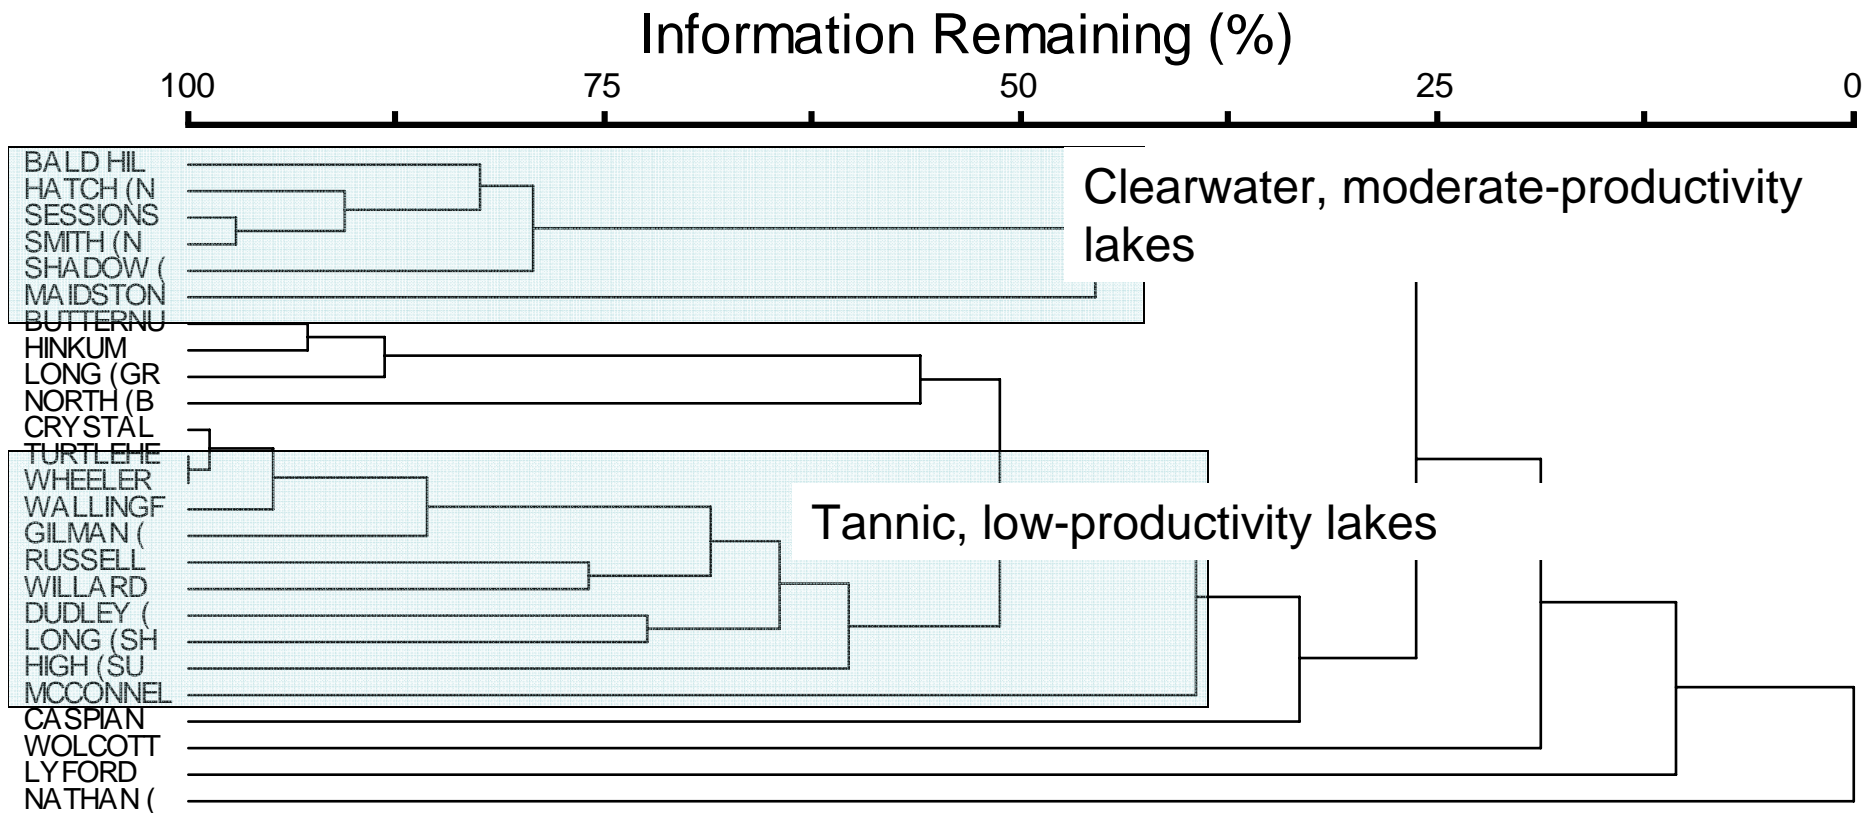 Information Remaining (%)
100 75 50 25 0
BALD HIL
HATCH (N
SESSIONS
SMITH (N
SHADOW (
MAIDSTON
BUTTERNU
HINKUM
LONG (GR
NORTH (B
CRYSTAL
TURTLEHE
WHEELER
WALLINGF
GILMAN (
RUSSELL
WILLARD
DUDLEY (
LONG (SH
HIGH (SU
MCCONNEL
CASPIAN
WOLCOTT
LYFORD
NATHAN (
Clearwater, moderate-productivity
lakes
Tannic, low-productivity lakes